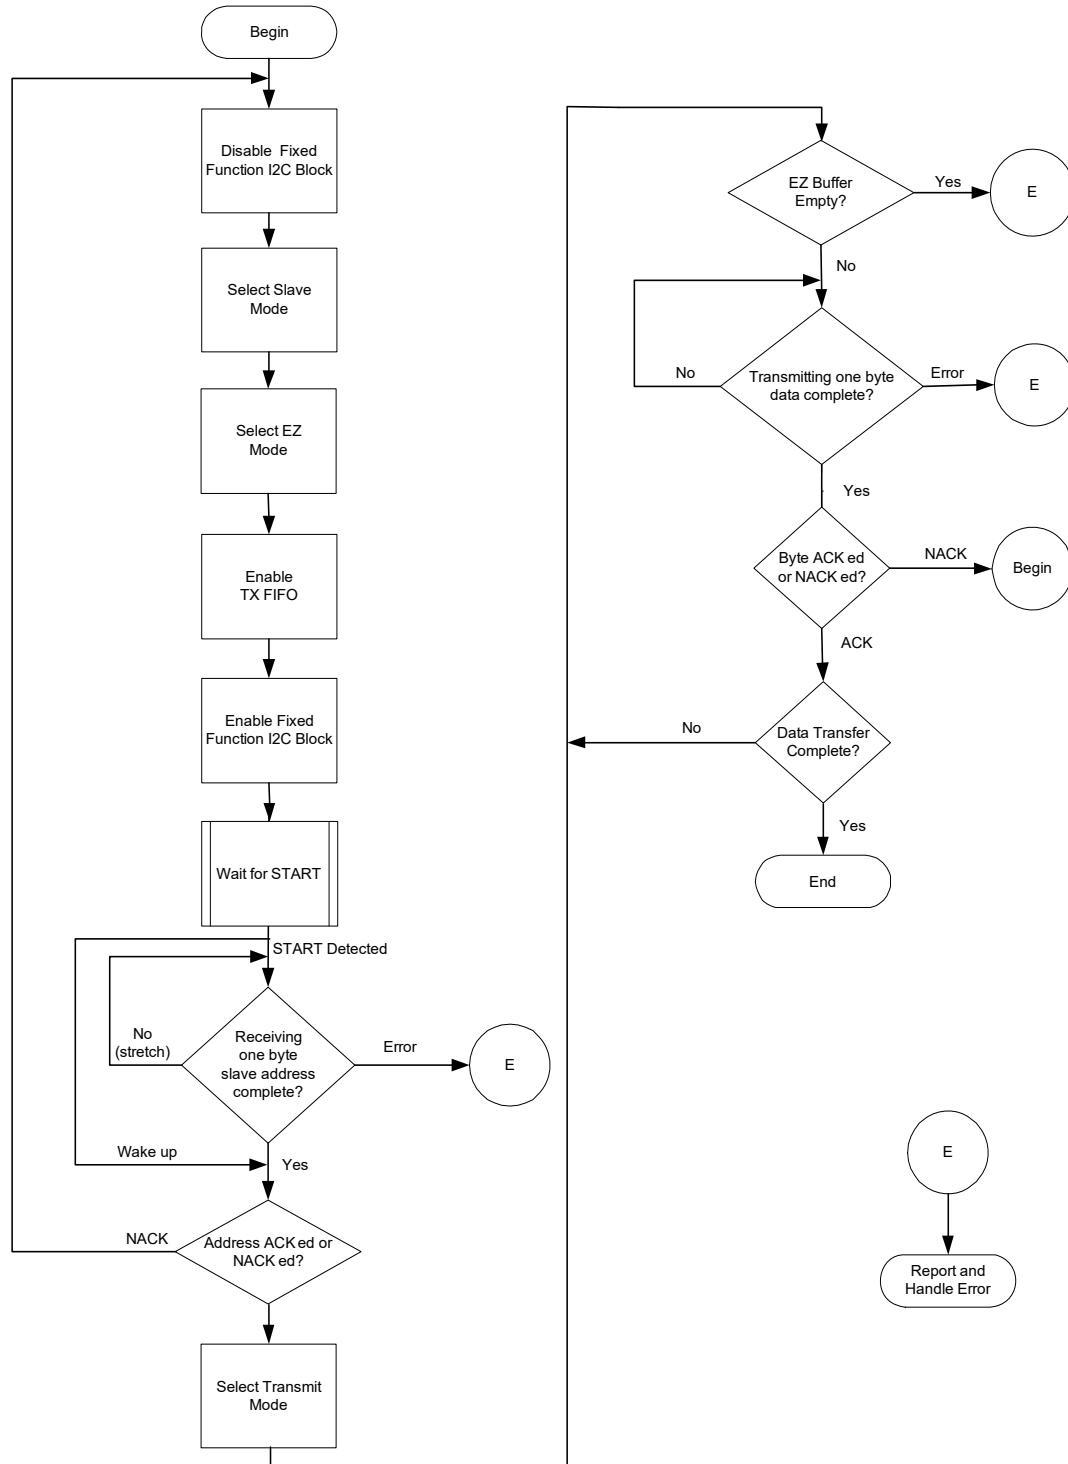 Begin
Disable Fixed
Function I2C Block
Select Slave
Mode
Select EZ
Mode
Enable
TX FIFO
Enable Fixed
Function I2C Block
Wait for START
START Detected
No
(stretch)
Receiving
one byte
slave address
complete?
Error
E
Wake up
Yes
NACK
Address ACK ed or
NACK ed?
Select Transmit
Mode
EZ Buffer
Empty?
Yes
E
No
No
Transmitting one byte
data complete?
Error
E
Yes
Byte ACK ed
or NACK ed?
NACK
Begin
ACK
No
Data Transfer
Complete?
Yes
End
E
Report and
Handle Error